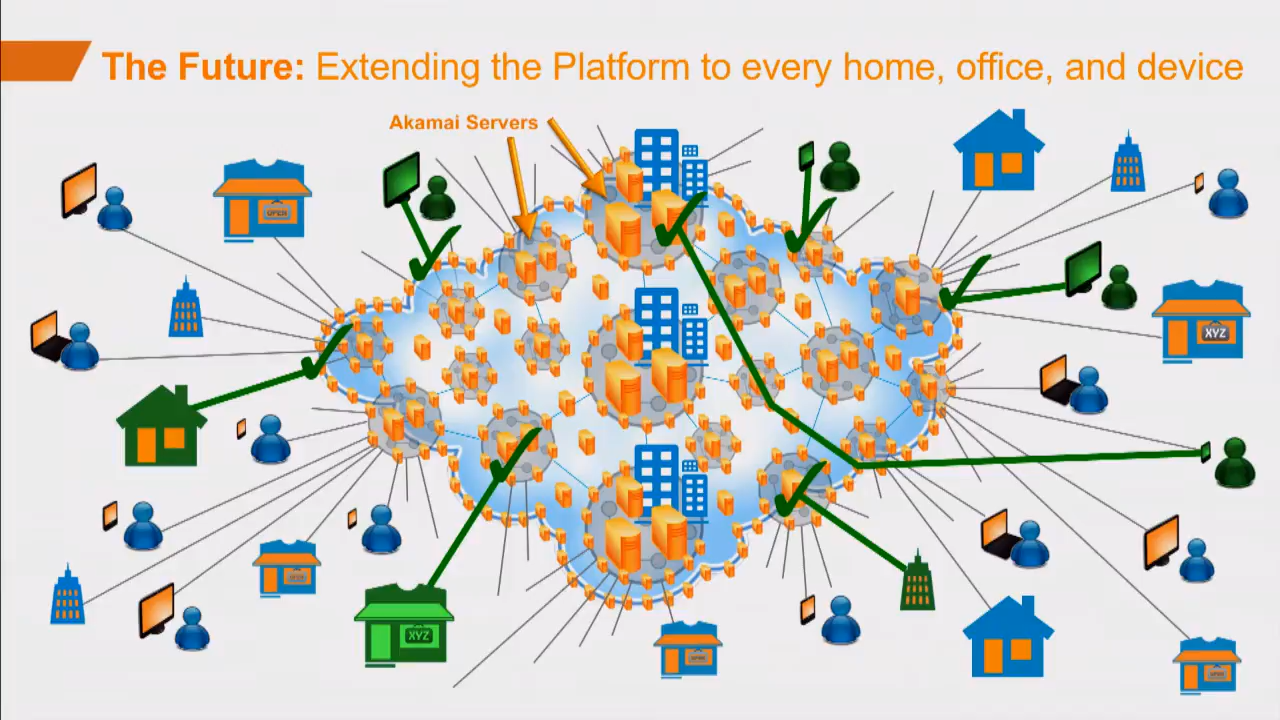 The Future: Extending the Platform to every home, office, and device
Akamai Servers
OPEN
XYZ
OPEN
XYZ
OPEN
OPEN